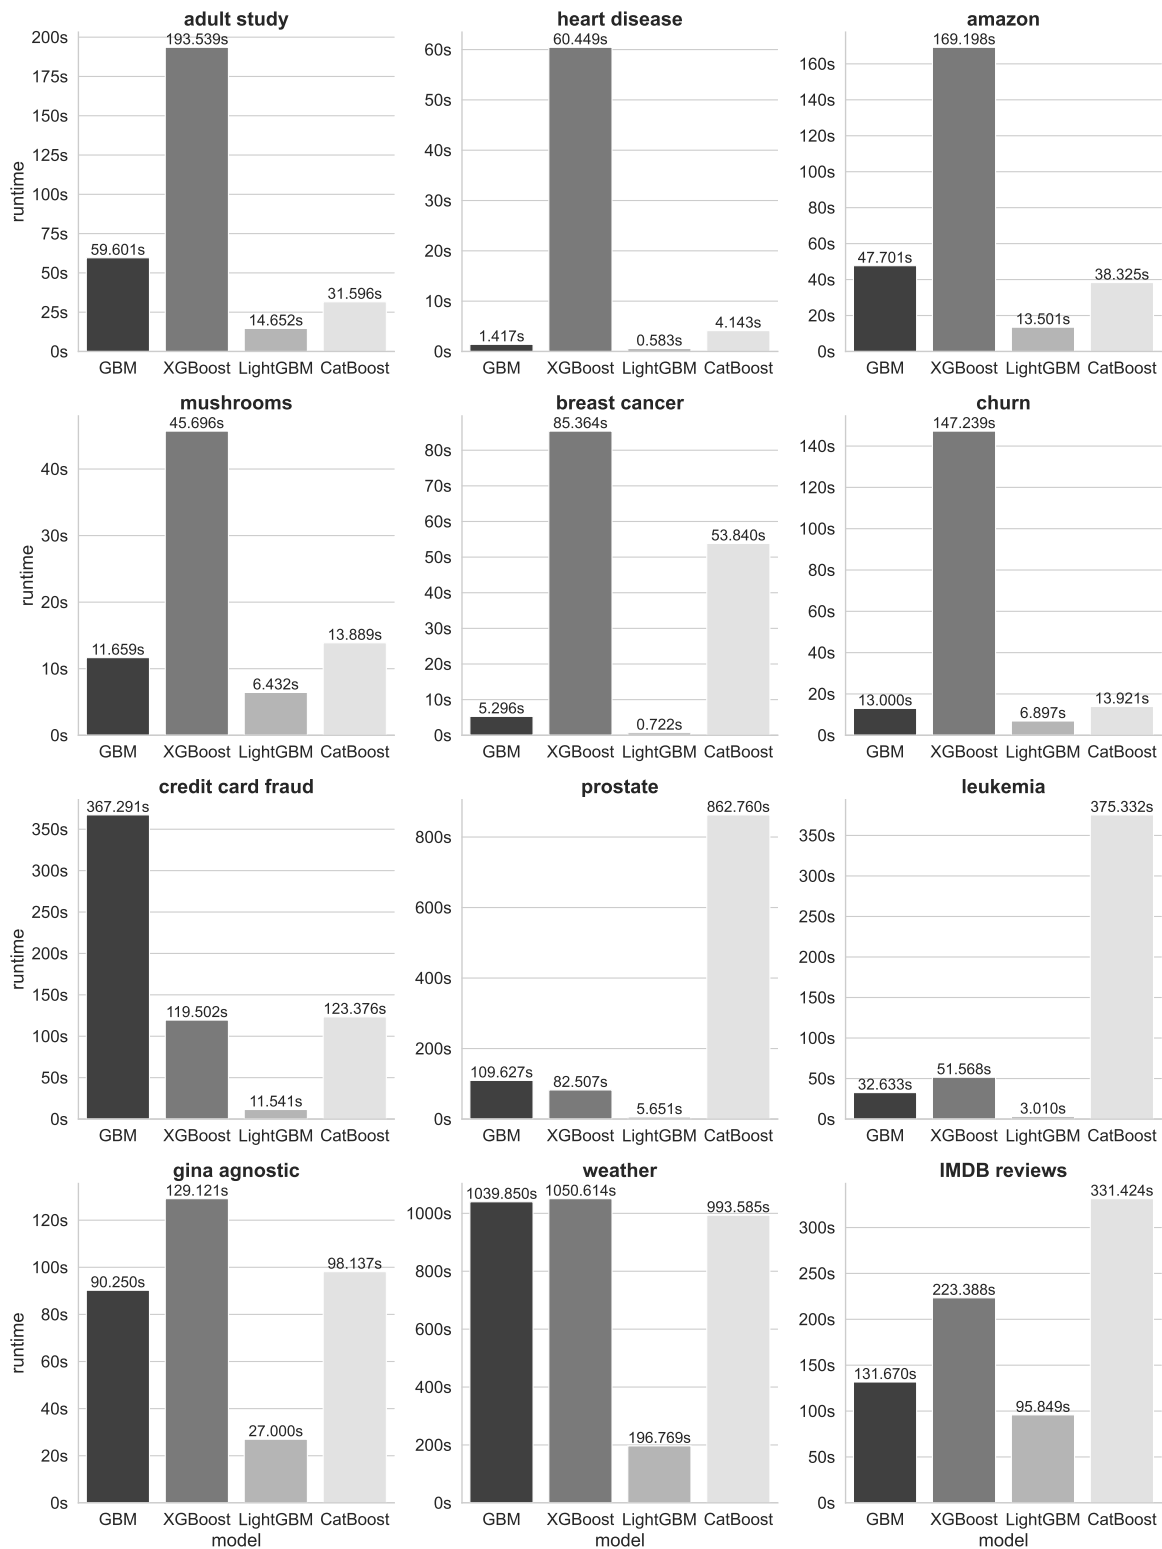 adult study
200s
175s
150s
125s
100s
75s
50s
25s
0s
runtime
193.539s
59.601s
14.652s
31.596s
GBM XGBoost LightGBM CatBoost
heart disease
60s
50s
40s
30s
20s
10s
0s
60.449s
1.417s
0.583s
4.143s
GBM XGBoost LightGBM CatBoost
amazon
160s
140s
120s
100s
80s
60s
40s
20s
0s
169.198s
47.701s
13.501s
38.325s
GBM XGBoost LightGBM CatBoost
mushrooms
40s
30s
20s
10s
0s
runtime
45.696s
11.659s
6.432s
13.889s
GBM XGBoost LightGBM CatBoost
breast cancer
80s
70s
60s
50s
40s
30s
20s
10s
0s
85.364s
5.296s
0.722s
53.840s
GBM XGBoost LightGBM CatBoost
churn
140s
120s
100s
80s
60s
40s
20s
0s
147.239s
13.000s
6.897s
13.921s
GBM XGBoost LightGBM CatBoost
credit card fraud
350s
300s
250s
200s
150s
100s
50s
0s
runtime
367.291s
119.502s
11.541s
123.376s
GBM XGBoost LightGBM CatBoost
prostate
800s
600s
400s
200s
0s
862.760s
109.627s
82.507s
5.651s
GBM XGBoost LightGBM CatBoost
leukemia
350s
300s
250s
200s
150s
100s
50s
0s
375.332s
32.633s
51.568s
3.010s
GBM XGBoost LightGBM CatBoost
gina agnostic
120s
100s
80s
60s
40s
20s
0s
runtime
129.121s
90.250s
27.000s
98.137s
GBM XGBoost LightGBM CatBoost
model
weather
1000s
800s
600s
400s
200s
0s
1039.850s
1050.614s
196.769s
993.585s
GBM XGBoost LightGBM CatBoost
model
IMDB reviews
300s
250s
200s
150s
100s
50s
0s
331.424s
131.670s
223.388s
95.849s
GBM XGBoost LightGBM CatBoost
model